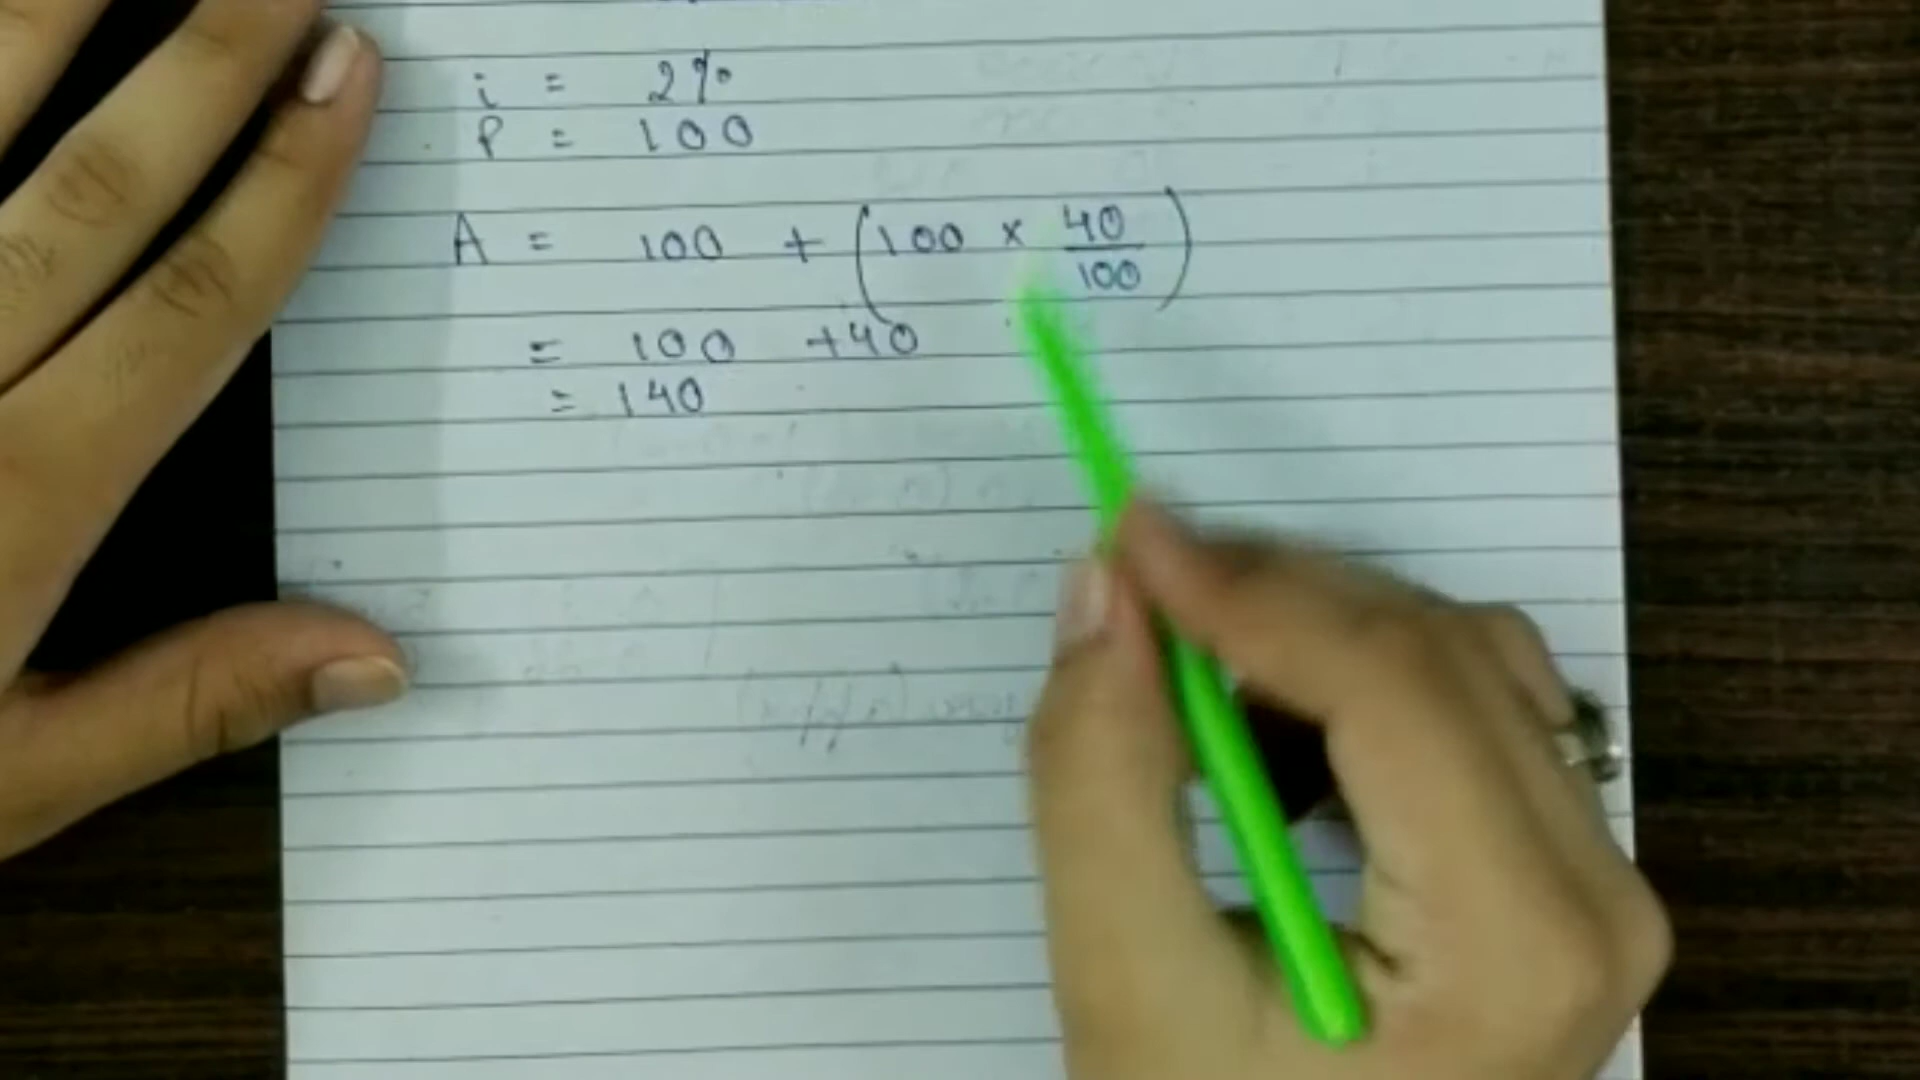 i = 2%
P = 100
A = 100 + (100 × 40/100)
= 100 +40
= 140